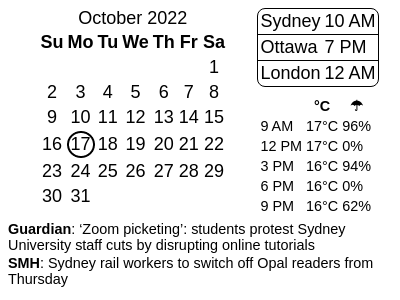 October 2022
Su Mo Tu We Th Fr Sa
1
2 3 4 5 6 7 8
9 10 11 12 13 14 15
16 17 18 19 20 21 22
23 24 25 26 27 28 29
30 31
Sydney 10 AM
Ottawa 7 PM
London 12 AM
°C ☂
9 AM 17°C 96%
12 PM 17°C 0%
3 PM 16°C 94%
6 PM 16°C 0%
9 PM 16°C 62%
Guardian: ‘Zoom picketing’: students protest Sydney
University staff cuts by disrupting online tutorials
SMH: Sydney rail workers to switch off Opal readers from
Thursday